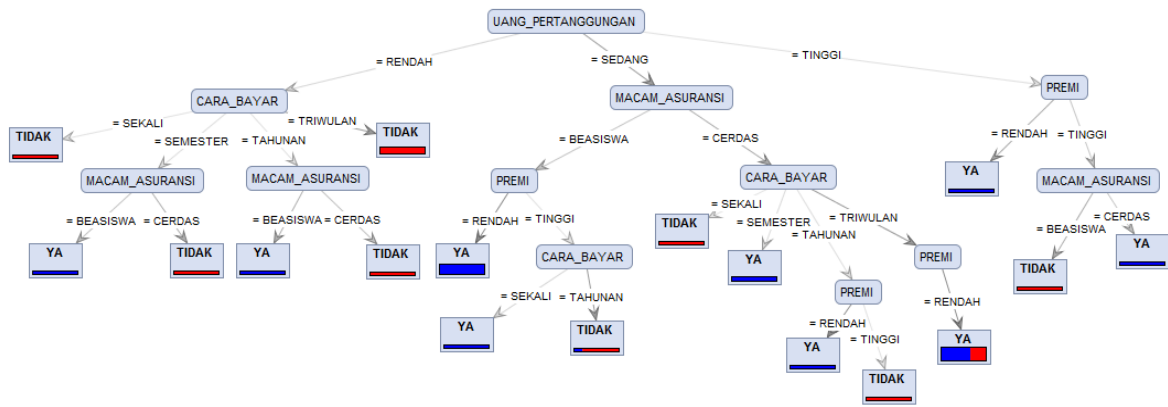 UANG_PERTANGGUNGAN
= RENDAH
= SEDANG
= TINGGI
CARA_BAYAR
MACAM_ASURANSI
PREMI
= SEKALI
= SEMESTER
= TAHUNAN
= TRIWULAN
= BEASISWA
= CERDAS
= RENDAH
= TINGGI
TIDAK
TIDAK
MACAM_ASURANSI
MACAM_ASURANSI
PREMI
CARA_BAYAR
YA
MACAM_ASURANSI
= BEASISWA
= CERDAS
= BEASISWA
= CERDAS
= RENDAH
= TINGGI
= SEKALI
= SEMESTER
= TAHUNAN
= TRIWULAN
= BEASISWA
= CERDAS
YA
TIDAK
YA
TIDAK
YA
CARA_BAYAR
TIDAK
YA
PREMI
PREMI
TIDAK
YA
= SEKALI
= TAHUNAN
= RENDAH
= TINGGI
= RENDAH
YA
TIDAK
YA
TIDAK
YA